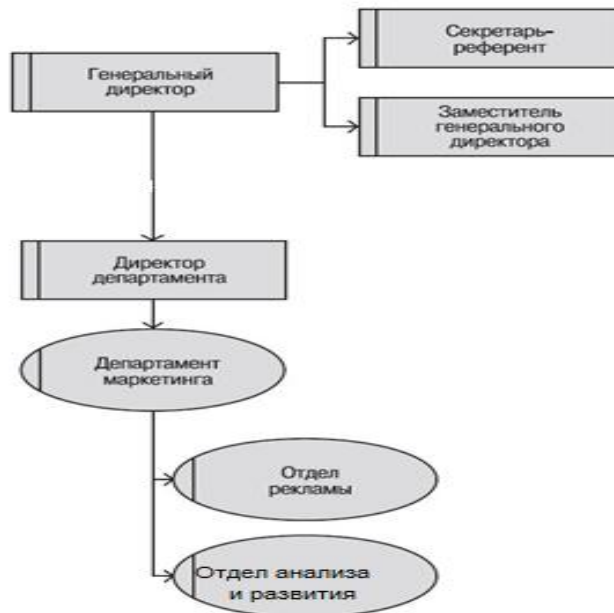 Секретарь-
референт
Генеральный
директор
Заместитель
генерального
директора
Директор
департамента
Департамент
маркетинга
Отдел
рекламы
Отдел анализа
и развития